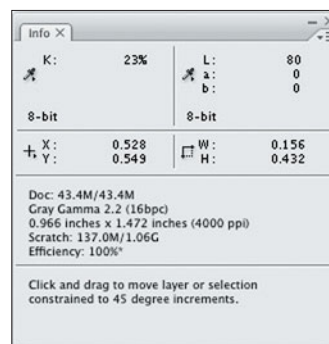 Info ×
K: 23%
8-bit
L: 80
a: 0
b: 0
8-bit
X: 0.528
Y: 0.549
W: 0.156
H: 0.432
Doc: 43.4M/43.4M
Gray Gamma 2.2 (16bpc)
0.966 inches x 1.472 inches (4000 ppi)
Scratch: 137.0M/1.06G
Efficiency: 100%*
Click and drag to move layer or selection
constrained to 45 degree increments.